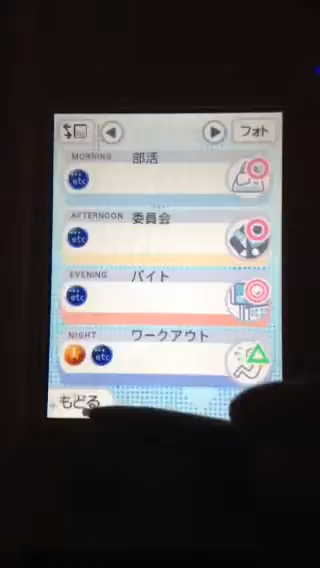 フォト
MORNING 部活
etc
AFTERNOON 委員会
etc
EVENING バイト
etc
NIGHT ワークアウト
etc
もどる